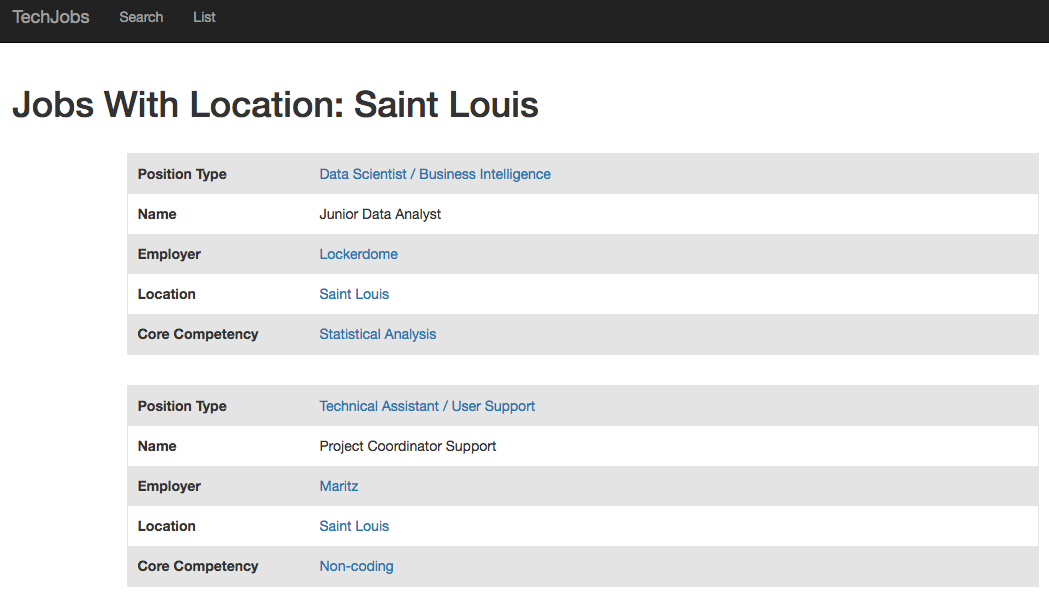 TechJobs Search List
Jobs With Location: Saint Louis
Position Type Data Scientist / Business Intelligence
Name Junior Data Analyst
Employer Lockerdome
Location Saint Louis
Core Competency Statistical Analysis
Position Type Technical Assistant / User Support
Name Project Coordinator Support
Employer Maritz
Location Saint Louis
Core Competency Non-coding